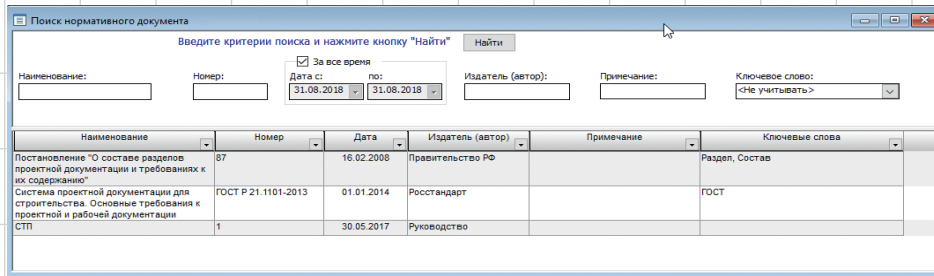 Поиск нормативного документа
Введите критерии поиска и нажмите кнопку "Найти" Найти
За все время
Наименование: Номер: Дата с: по: Издатель (автор): Примечание: Ключевое слово:
31.08.2018 31.08.2018 <Не учитывать>
Наименование Номер Дата Издатель (автор) Примечание Ключевые слова
Постановление "О составе разделов 87 16.02.2008 Правительство РФ Раздел, Состав
проектной документации и требованиях к
их содержанию"
Система проектной документации для ГОСТ Р 21.1101-2013 01.01.2014 Росстандарт ГОСТ
строительства. Основные требования к
проектной и рабочей документации
СТП 1 30.05.2017 Руководство